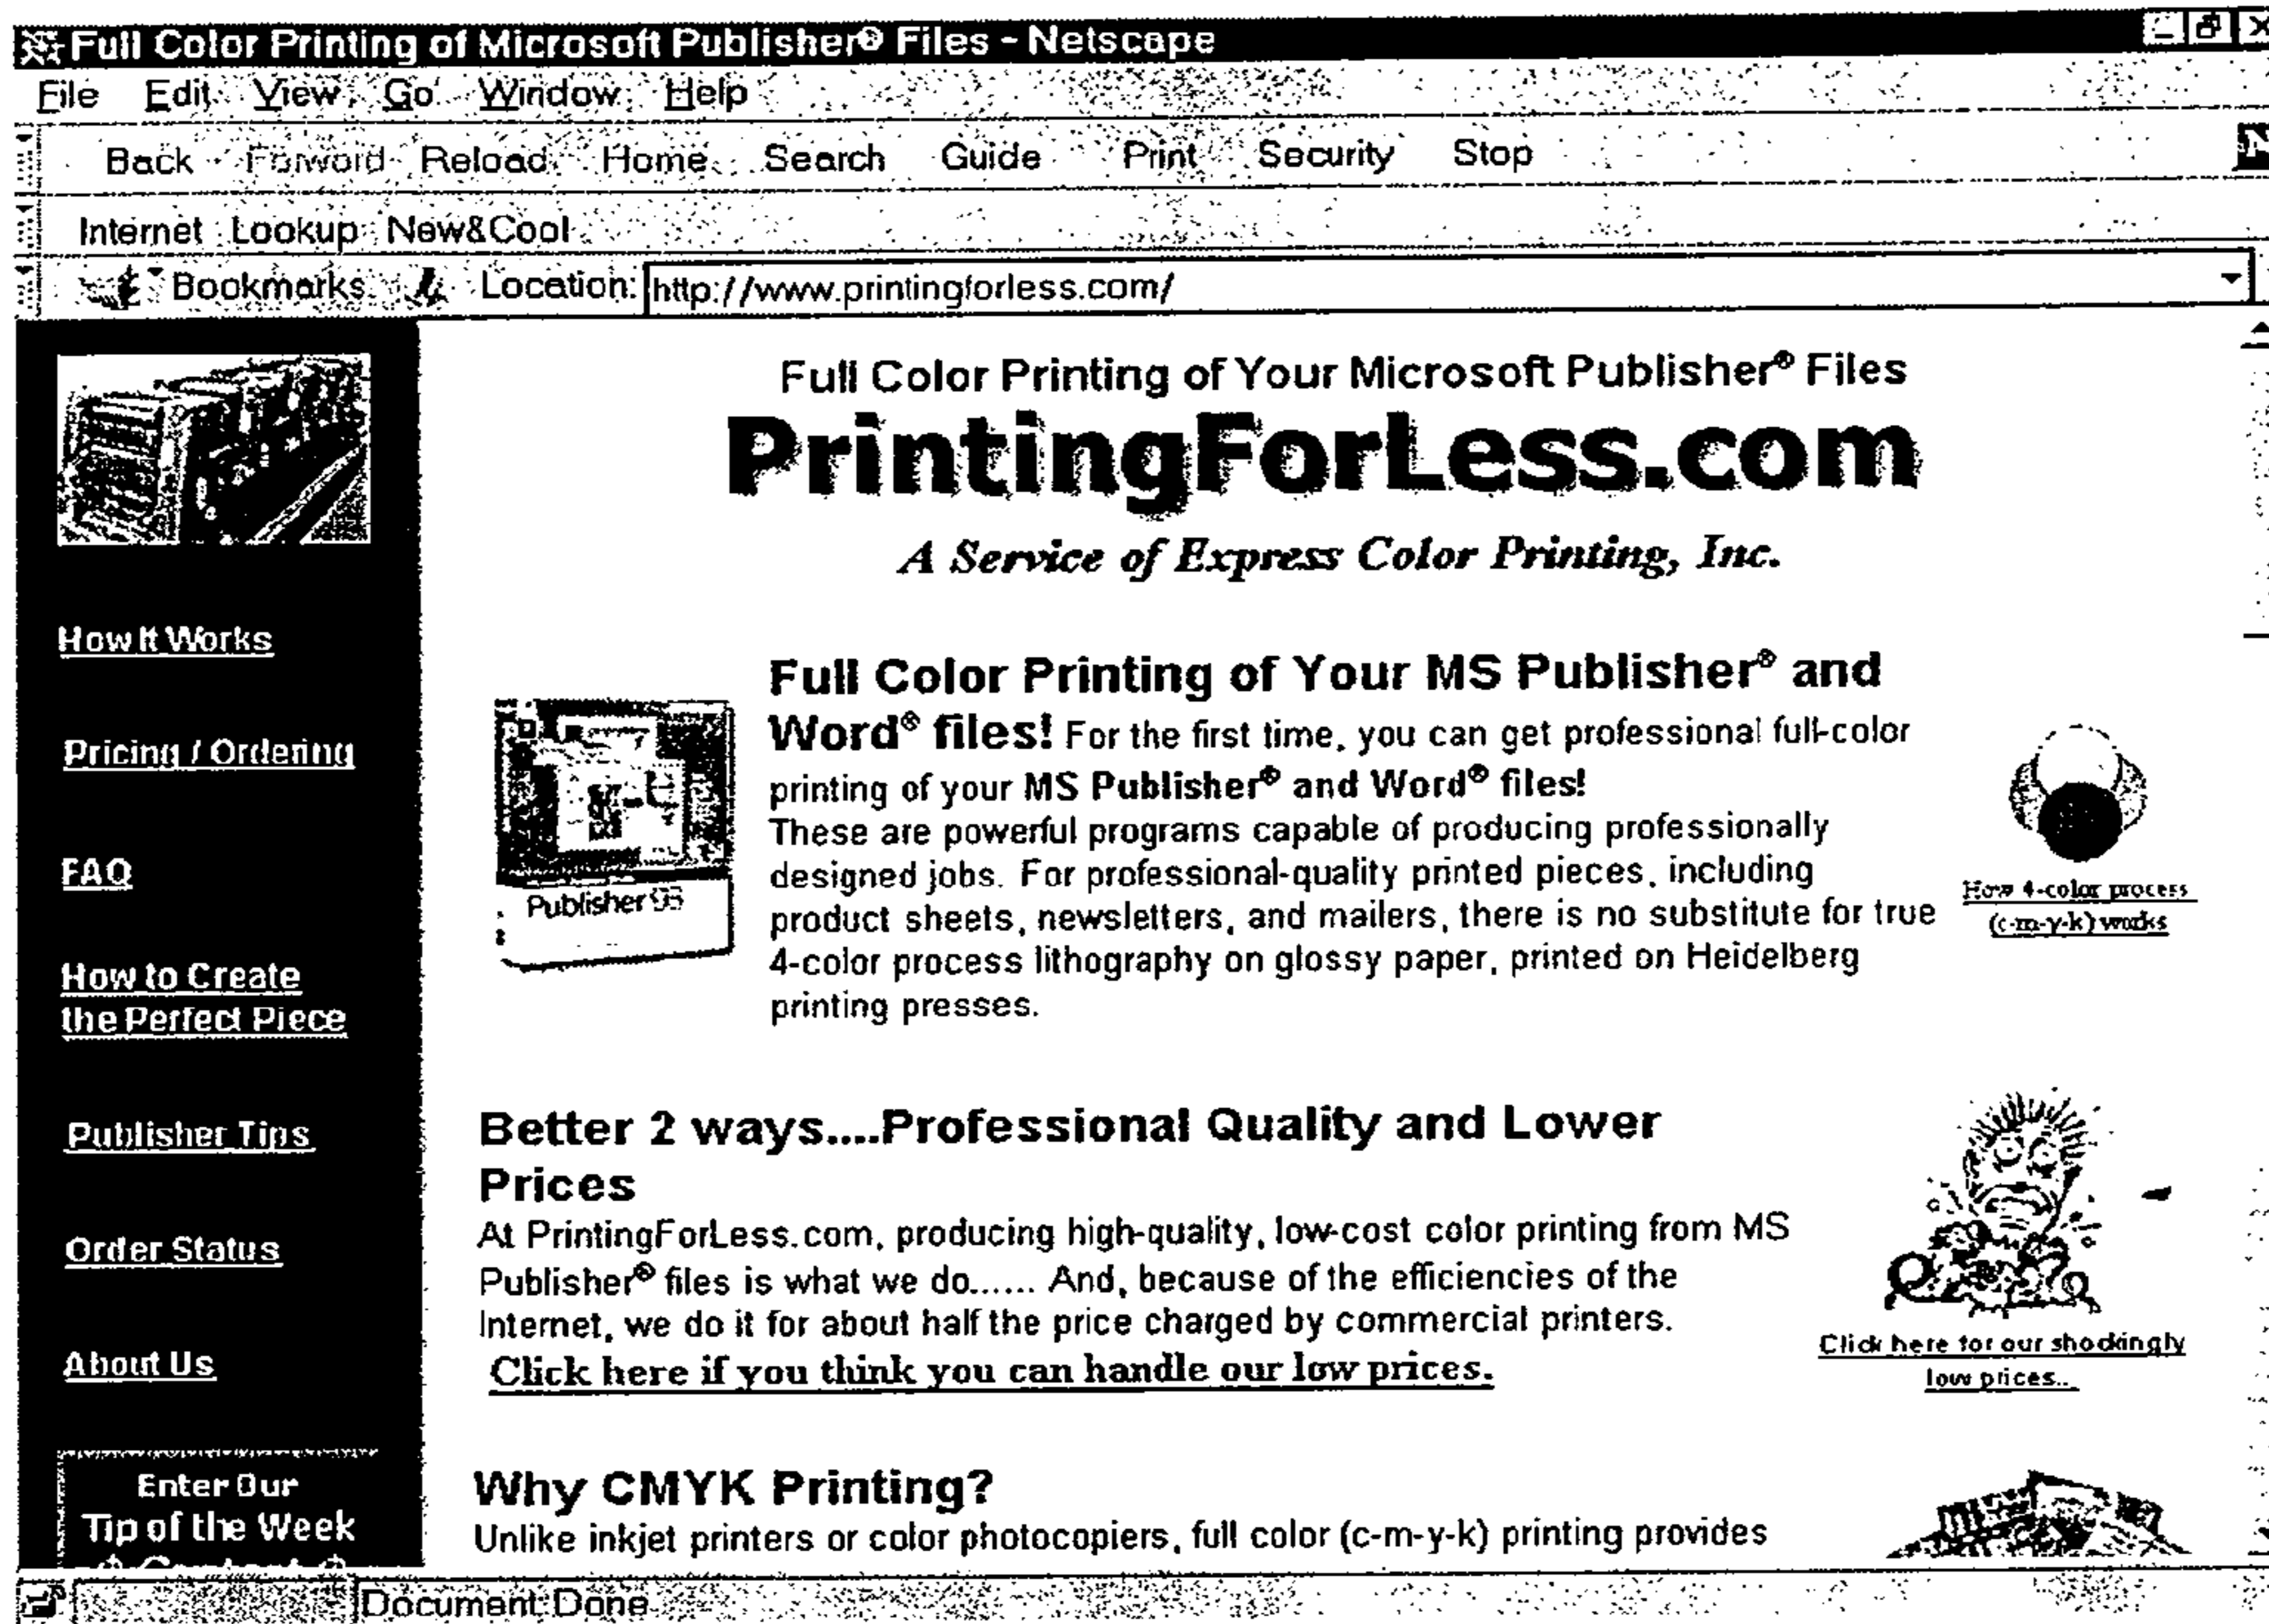 Full Color Printing of Microsoft Publisher® Files - Netscape
File Edit View Go Window Help
Back Forward Reload Home Search Guide Print Security Stop
Internet Lookup New&Cool
Bookmarks Location: http://www.printingforless.com/
How It Works
Pricing / Ordering
FAQ
How to Create
the Perfect Piece
Publisher Tips
Order Status
About Us
Enter Our
Tip of the Week
Full Color Printing of Your Microsoft Publisher® Files
PrintingForLess.com
A Service of Express Color Printing, Inc.
Publisher
Full Color Printing of Your MS Publisher® and
Word® files! For the first time, you can get professional full-color
printing of your MS Publisher® and Word® files!
These are powerful programs capable of producing professionally
designed jobs. For professional-quality printed pieces, including
product sheets, newsletters, and mailers, there is no substitute for true
4-color process lithography on glossy paper, printed on Heidelberg
printing presses.
How 4-color process
(c-m-y-k) works
Better 2 ways....Professional Quality and Lower
Prices
At PrintingForLess.com, producing high-quality, low-cost color printing from MS
Publisher® files is what we do...... And, because of the efficiencies of the
Internet, we do it for about half the price charged by commercial printers.
Click here if you think you can handle our low prices.
Click here for our shockingly
low prices...
Why CMYK Printing?
Unlike inkjet printers or color photocopiers, full color (c-m-y-k) printing provides
Document: Done